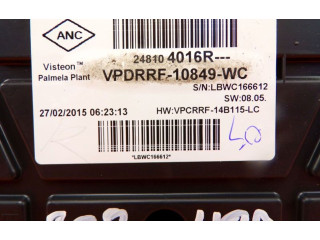 ANC
24810 4016R---
Visteon
Palmela Plant
VPDRRF-10849-WC
S/N:LBWC166612
SW:08.05.
27/02/2015 06:23:13
HW:VPCRRF-14B115-LC
*LBWC166612*